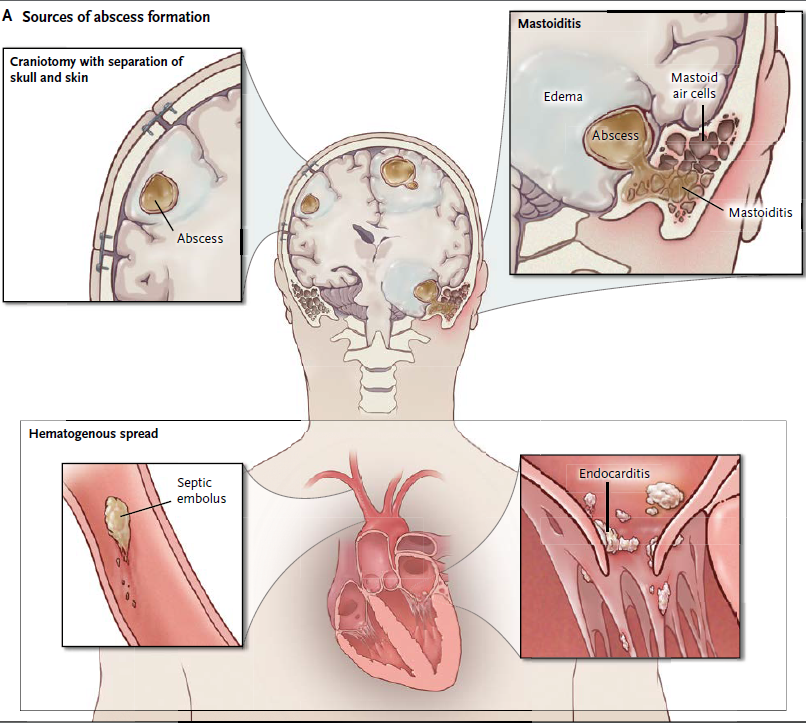 A Sources of abscess formation
Craniotomy with separation of
skull and skin
Abscess
Mastoiditis
Edema
Mastoid
air cells
Abscess
Mastoiditis
Hematogenous spread
Septic
embolus
Endocarditis